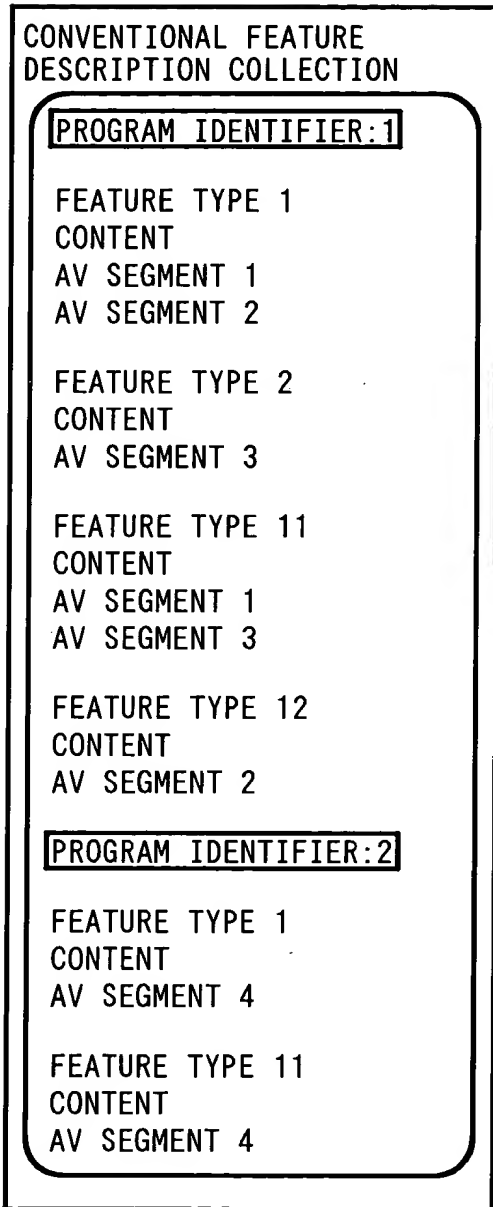 CONVENTIONAL FEATURE
DESCRIPTION COLLECTION
PROGRAM IDENTIFIER:1
FEATURE TYPE 1
CONTENT
AV SEGMENT 1
AV SEGMENT 2
FEATURE TYPE 2
CONTENT
AV SEGMENT 3
FEATURE TYPE 11
CONTENT
AV SEGMENT 1
AV SEGMENT 3
FEATURE TYPE 12
CONTENT
AV SEGMENT 2
PROGRAM IDENTIFIER:2
FEATURE TYPE 1
CONTENT
AV SEGMENT 4
FEATURE TYPE 11
CONTENT
AV SEGMENT 4